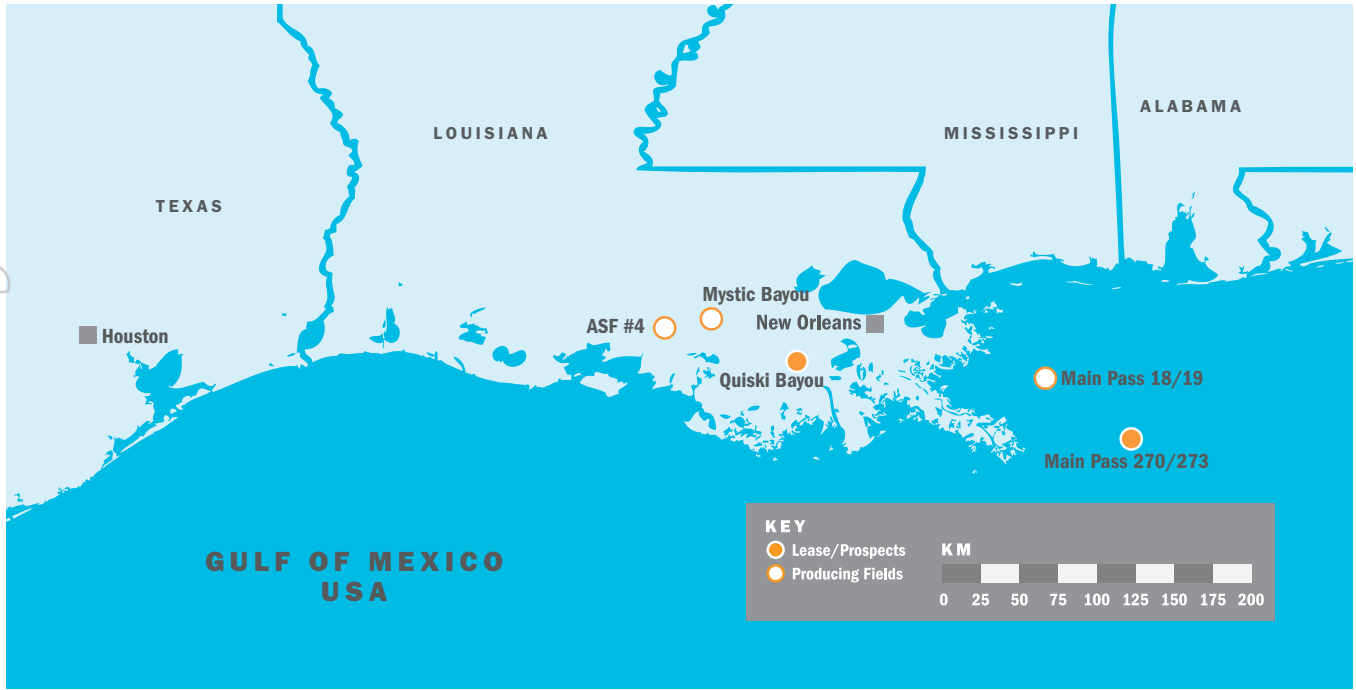 ALABAMA
LOUISIANA
MISSISSIPPI
TEXAS
Mystic Bayou
New Orleans
ASF #4
Houston
Quiski Bayou
Main Pass 18/19
Main Pass 270/273
GULF OF MEXICO
USA
KEY
Lease/Prospects
Producing Fields
KM
0 25 50 75 100 125 150 175 200